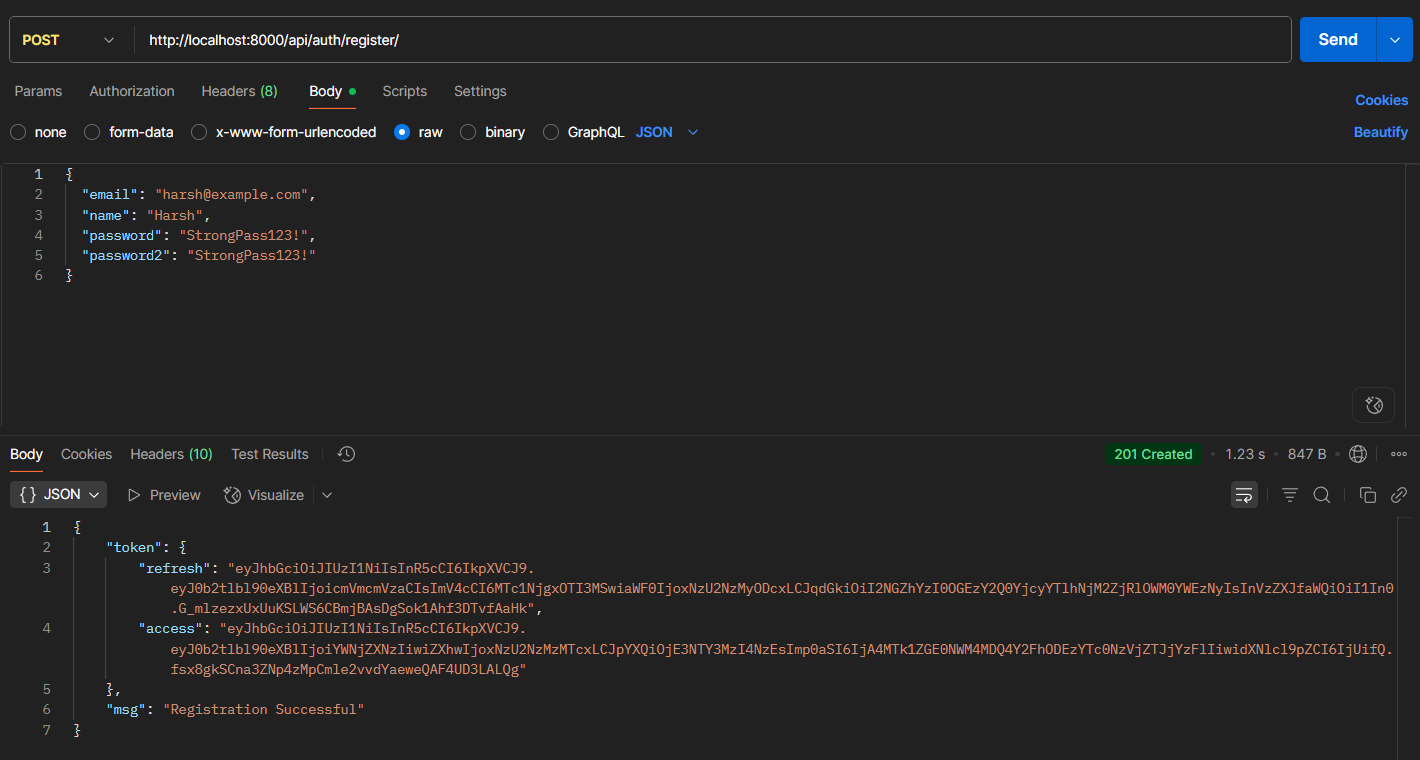 POST http://localhost:8000/api/auth/register/ Send
Params Authorization Headers (8) Body Scripts Settings Cookies
none form-data x-www-form-urlencoded raw binary GraphQL JSON Beautify
1 {
2 "email": "harsh@example.com",
3 "name": "Harsh",
4 "password": "StrongPass123!",
5 "password2": "StrongPass123!"
6 }
Body Cookies Headers (10) Test Results 201 Created • 1.23 s • 847 B •
{} JSON Preview Visualize
1 {
2 "token": {
3 "refresh": "eyJhbGciOiJIUzI1NiIsInR5cCI6IkpXVCJ9.
eyJ0b2tlbl90eXBlIjoicmVmcmVzaCIsImV4cCI6MTc1NjgxOTI3MSwiaWF0IjoxNzU2NzMyODcxLCJqdGkiOiI2NGZhYzI0OGEzY2Q0YjcyYTlhNjM2ZjRlOWM0YWEzNyIsInVzZXJfaWQiOiI1In0
.G_mlzezxUxUuKSLWS6CBmjBAsDgSok1Ahf3DTvfAaHk",
4 "access": "eyJhbGciOiJIUzI1NiIsInR5cCI6IkpXVCJ9.
eyJ0b2tlbl90eXBlIjoiYWNjZXNzIiwiZXhwIjoxNzU2NzMzMTcxLCJpYXQiOjE3NTY3MzI4NzEsImp0aSI6IjA4MTk1ZGE0NWM4MDQ4Y2FhODEzYTc0NzVjZTJjYzFlIiwidXNlcl9pZCI6IjUifQ.
fsx8gkSCna3ZNp4zMpCmle2vvdYaeweQAF4UD3LALQg"
5 },
6 "msg": "Registration Successful"
7 }